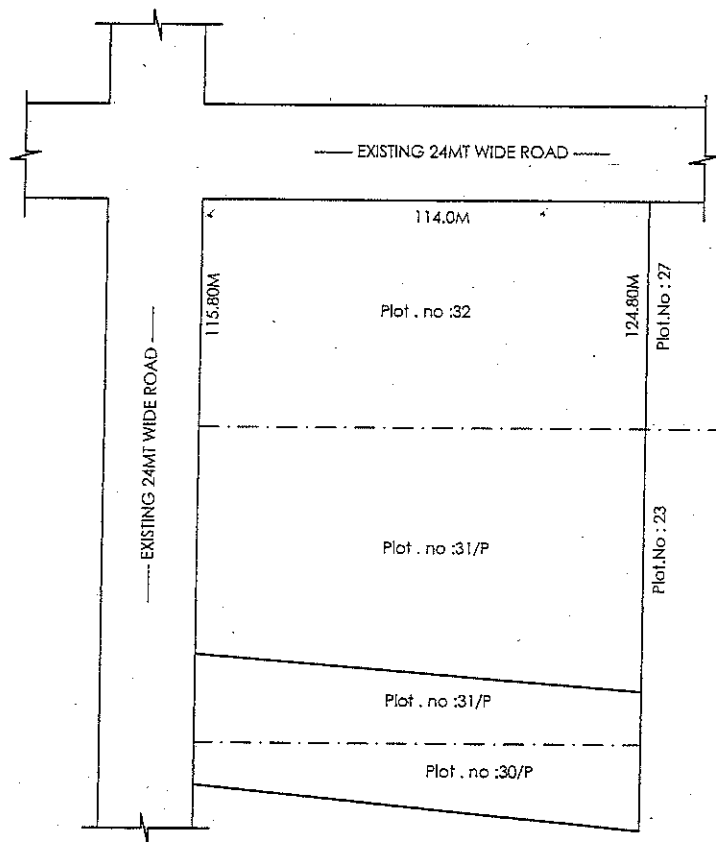 EXISTING 24MT WIDE ROAD
114.0M
115.80M
Plot . no :32
124.80M
Plot.No : 27
EXISTING 24MT WIDE ROAD
Plot . no :31/P
Plot.No : 23
Plot . no :31/P
Plot . no :30/P